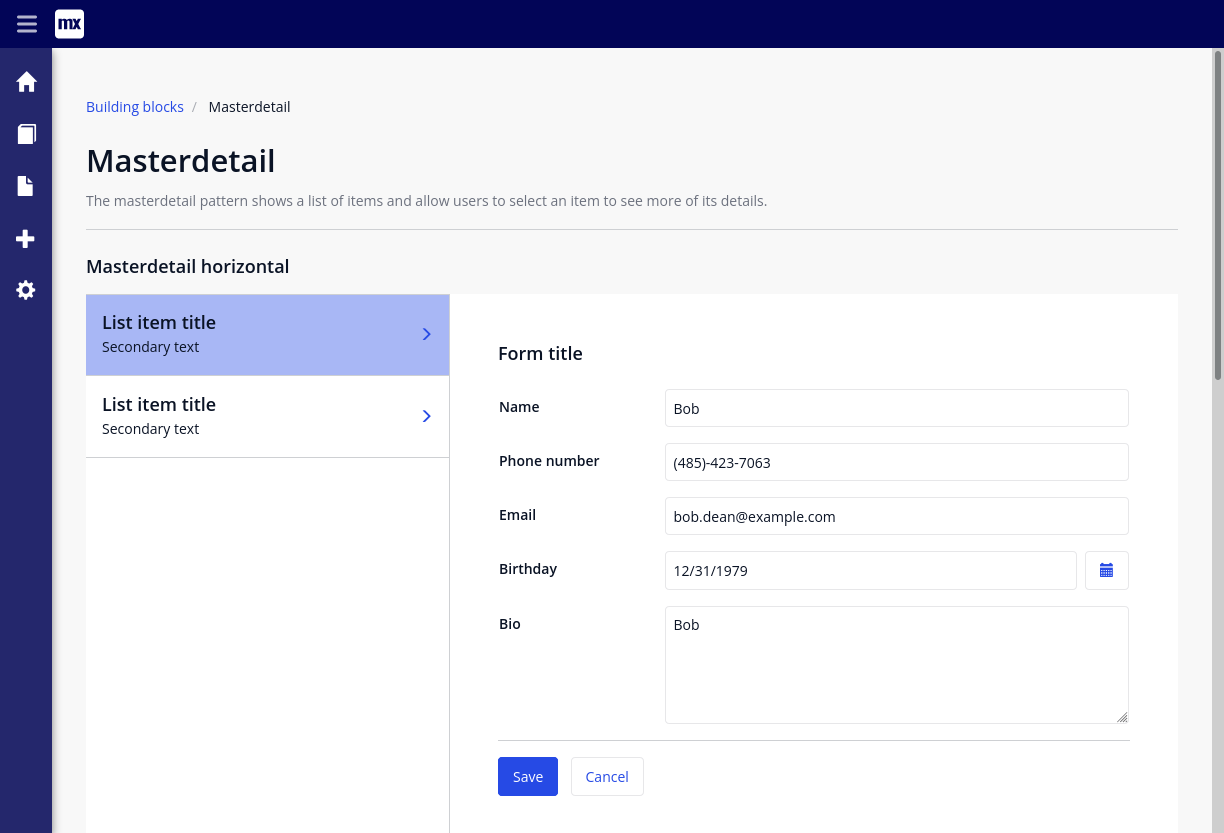 mx
Building blocks / Masterdetail
Masterdetail
The masterdetail pattern shows a list of items and allow users to select an item to see more of its details.
Masterdetail horizontal
List item title
Secondary text
List item title
Secondary text
Form title
Name Bob
Phone number (485)-423-7063
Email bob.dean@example.com
Birthday 12/31/1979
Bio Bob
Save Cancel